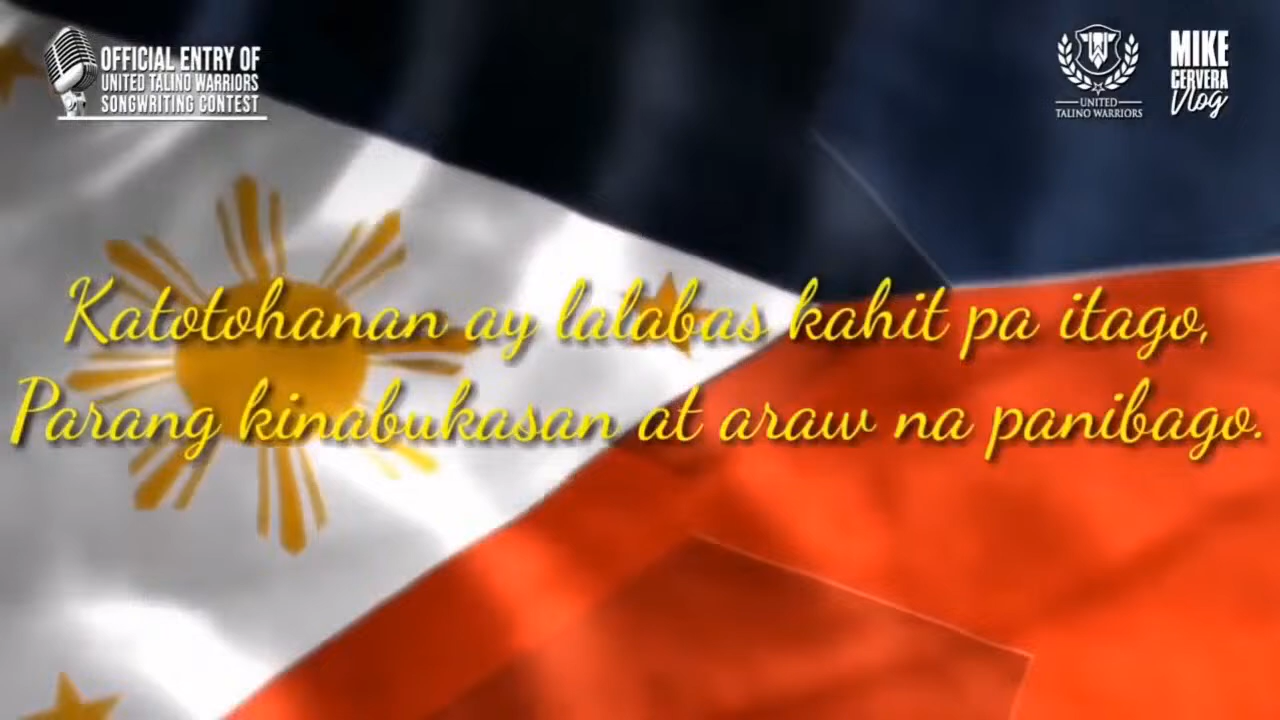 OFFICIAL ENTRY OF
UNITED TALINO WARRIORS
SONGWRITING CONTEST
UNITED
TALINO WARRIORS
MIKE
CERVERA
Vlog
Katotohanan ay lalabas kahit pa itago,
Parang kinabukasan at araw na panibago.